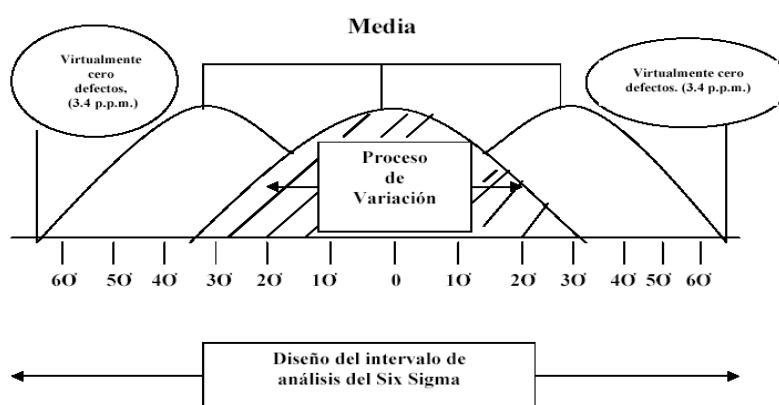 Media
Virtualmente
cero
defectos,
(3.4 p.p.m.)
Virtualmente cero
defectos. (3.4 p.p.m.)
Proceso
de
Variación
6σ 5σ 4σ 3σ 2σ 1σ 0 1σ 2σ 3σ 4σ 5σ 6σ
Diseño del intervalo de
análisis del Six Sigma